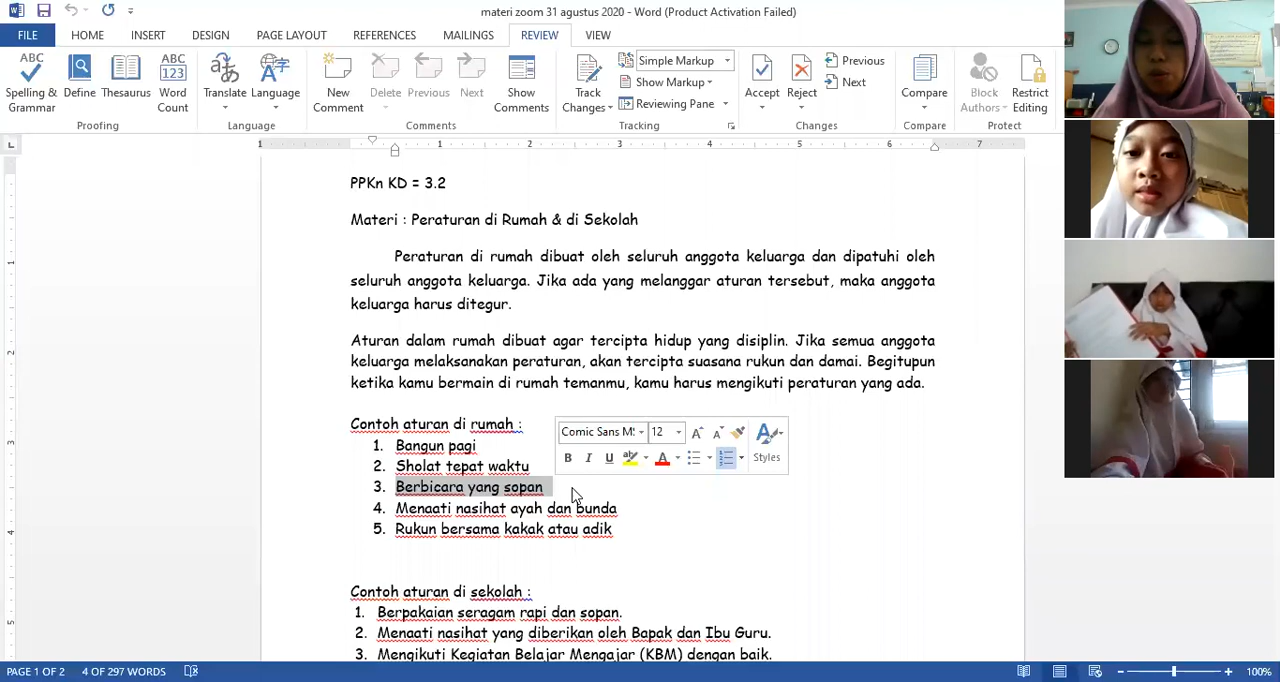 materi zoom 31 agustus 2020 - Word (Product Activation Failed)
FILE HOME INSERT DESIGN PAGE LAYOUT REFERENCES MAILINGS REVIEW VIEW
Spelling & Grammar
Define
Thesaurus
Word Count
Proofing
Translate
Language
Language
New Comment
Delete
Previous
Next
Show Comments
Comments
Track Changes
Simple Markup
Show Markup
Reviewing Pane
Tracking
Accept
Reject
Previous
Next
Changes
Compare
Compare
Block Authors
Restrict Editing
Protect
1 1 2 3 4 5 6 7
PPKn KD = 3.2
Materi : Peraturan di Rumah & di Sekolah
Peraturan di rumah dibuat oleh seluruh anggota keluarga dan dipatuhi oleh
seluruh anggota keluarga. Jika ada yang melanggar aturan tersebut, maka anggota
keluarga harus ditegur.
Aturan dalam rumah dibuat agar tercipta hidup yang disiplin. Jika semua anggota
keluarga melaksanakan peraturan, akan tercipta suasana rukun dan damai. Begitupun
ketika kamu bermain di rumah temanmu, kamu harus mengikuti peraturan yang ada.
Contoh aturan di rumah :
1. Bangun pagi
2. Sholat tepat waktu
3. Berbicara yang sopan
4. Menaati nasihat ayah dan bunda
5. Rukun bersama kakak atau adik
Comic Sans MS 12
B I U
Styles
Contoh aturan di sekolah :
1. Berpakaian seragam rapi dan sopan.
2. Menaati nasihat yang diberikan oleh Bapak dan Ibu Guru.
3. Mengikuti Kegiatan Belajar Mengajar (KBM) dengan baik.
PAGE 1 OF 2 4 OF 297 WORDS
100%